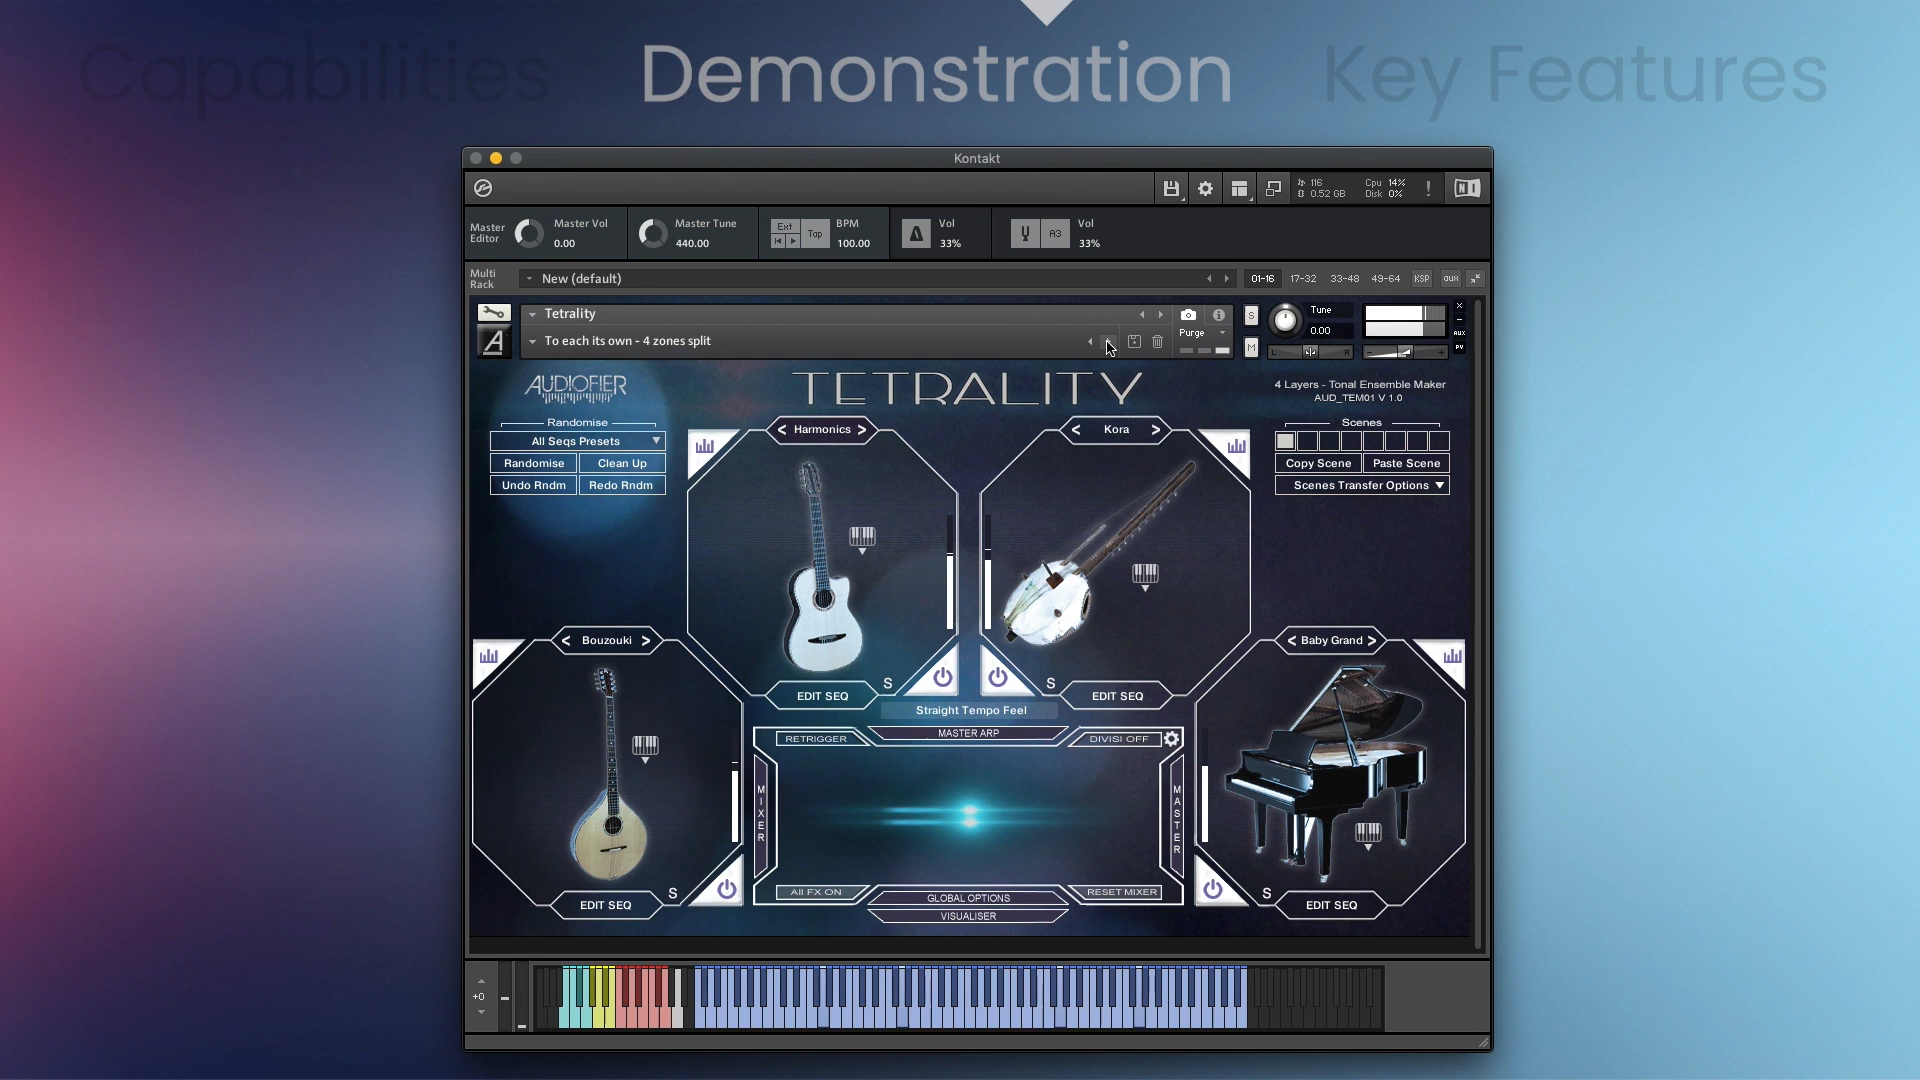 Capabilities
Demonstration
Key Features
Kontakt
116
0.52 GB
Cpu 14%
Disk 0%
!
NI
Master Editor
Master Vol
0.00
Master Tune
440.00
Ext
Tap
BPM
100.00
Vol
33%
A3
Vol
33%
Multi Rack
New (default)
01-16
17-32
33-48
49-64
KSP
aux
Tetrality
Purge
S
Tune
0.00
AUX
PV
A
To each its own - 4 zones split
M
L
R
AUDIOFIER
TETRALITY
4 Layers - Tonal Ensemble Maker
AUD_TEM01 V 1.0
Randomise
All Seqs Presets
Randomise
Clean Up
Undo Rndm
Redo Rndm
< Harmonics >
< Kora >
Scenes
Copy Scene
Paste Scene
Scenes Transfer Options
< Bouzouki >
< Baby Grand >
EDIT SEQ
S
S
EDIT SEQ
Straight Tempo Feel
RETRIGGER
MASTER ARP
DIVISI OFF
MIXER
MASTER
All FX ON
GLOBAL OPTIONS
RESET MIXER
VISUALISER
EDIT SEQ
S
S
EDIT SEQ
+0